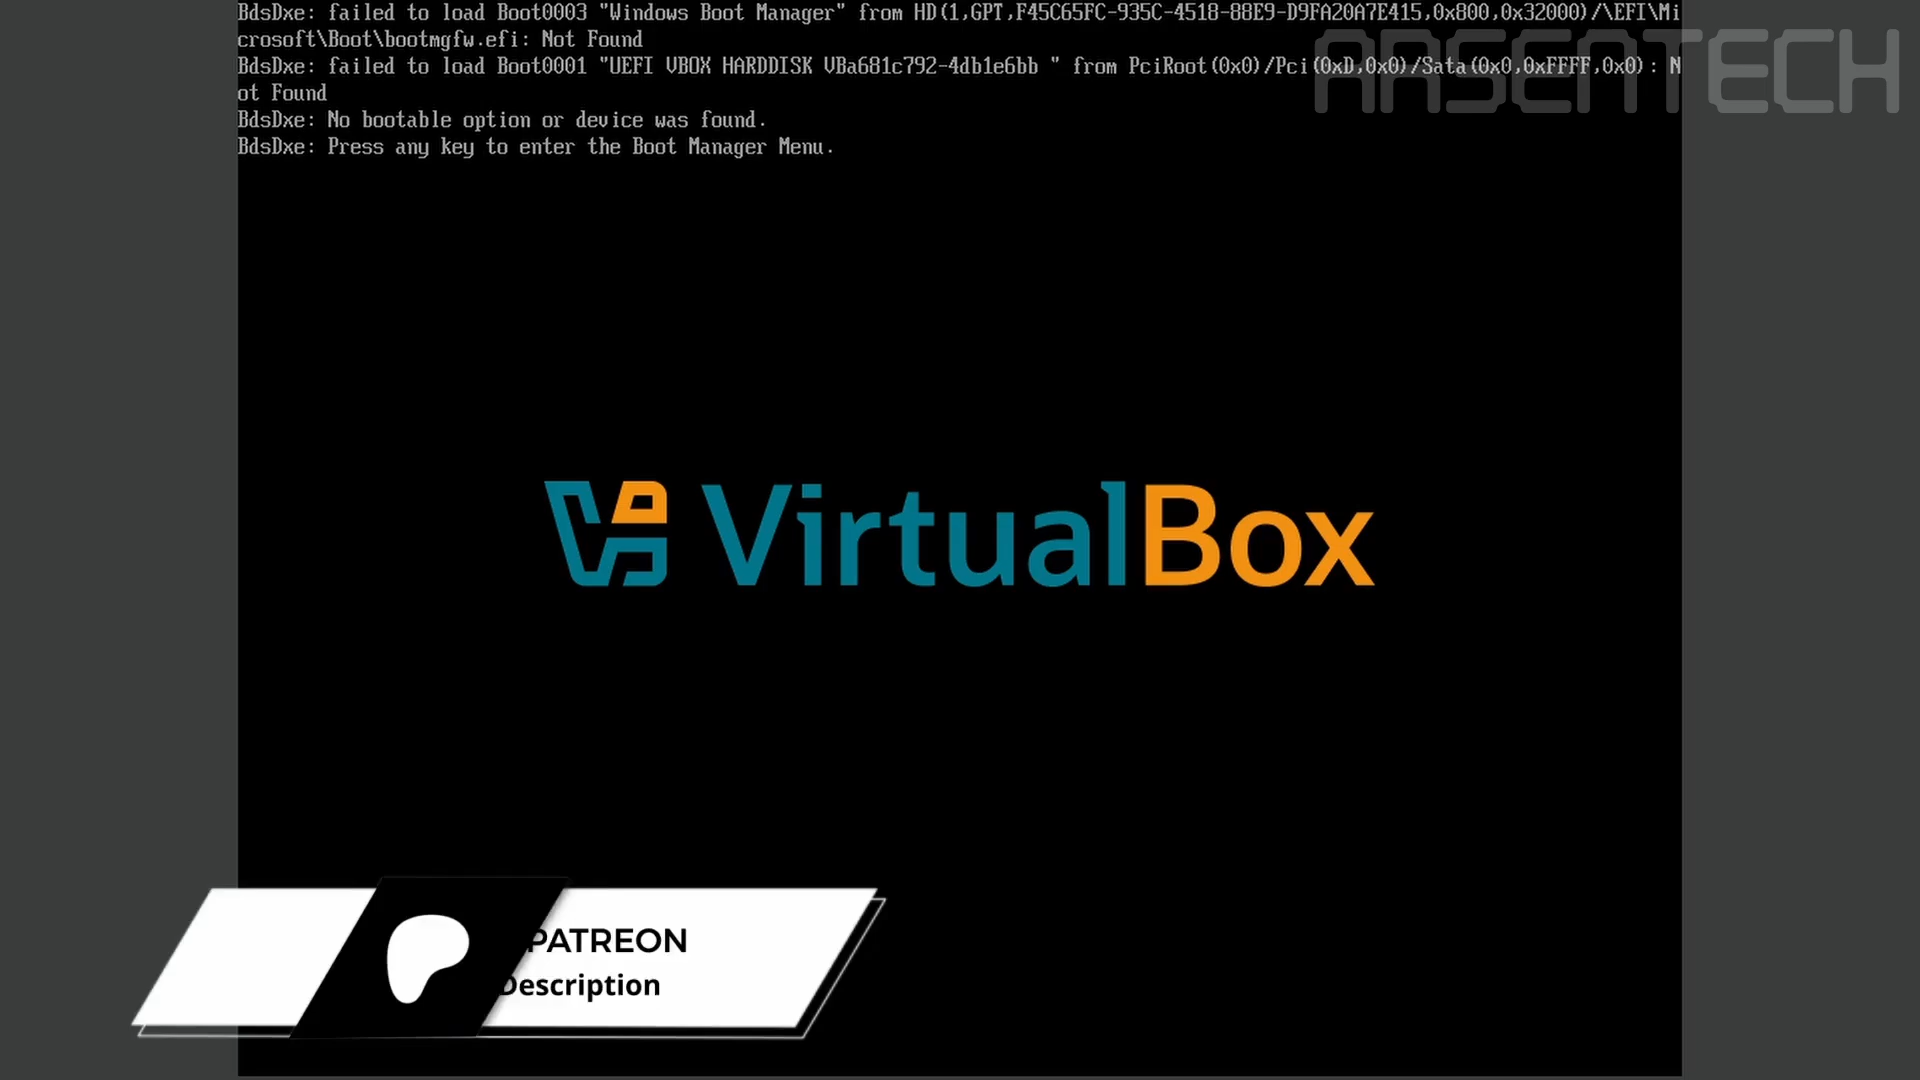 BdsDxe: failed to load Boot0003 "Windows Boot Manager" from HD(1,GPT,F45C65FC-935C-4518-88E9-D9FA20A7E415,0x800,0x32000)/\EFI\Mi
crosoft\Boot\bootmgfw.efi: Not Found
BdsDxe: failed to load Boot0001 "UEFI VBOX HARDDISK VBa681c792-4db1e6bb " from PciRoot(0x0)/Pci(0xD,0x0)/Sata(0x0,0xFFFF,0x0): N
ot Found
BdsDxe: No bootable option or device was found.
BdsDxe: Press any key to enter the Boot Manager Menu.
ARSENTECH
VirtualBox
PATREON
Description